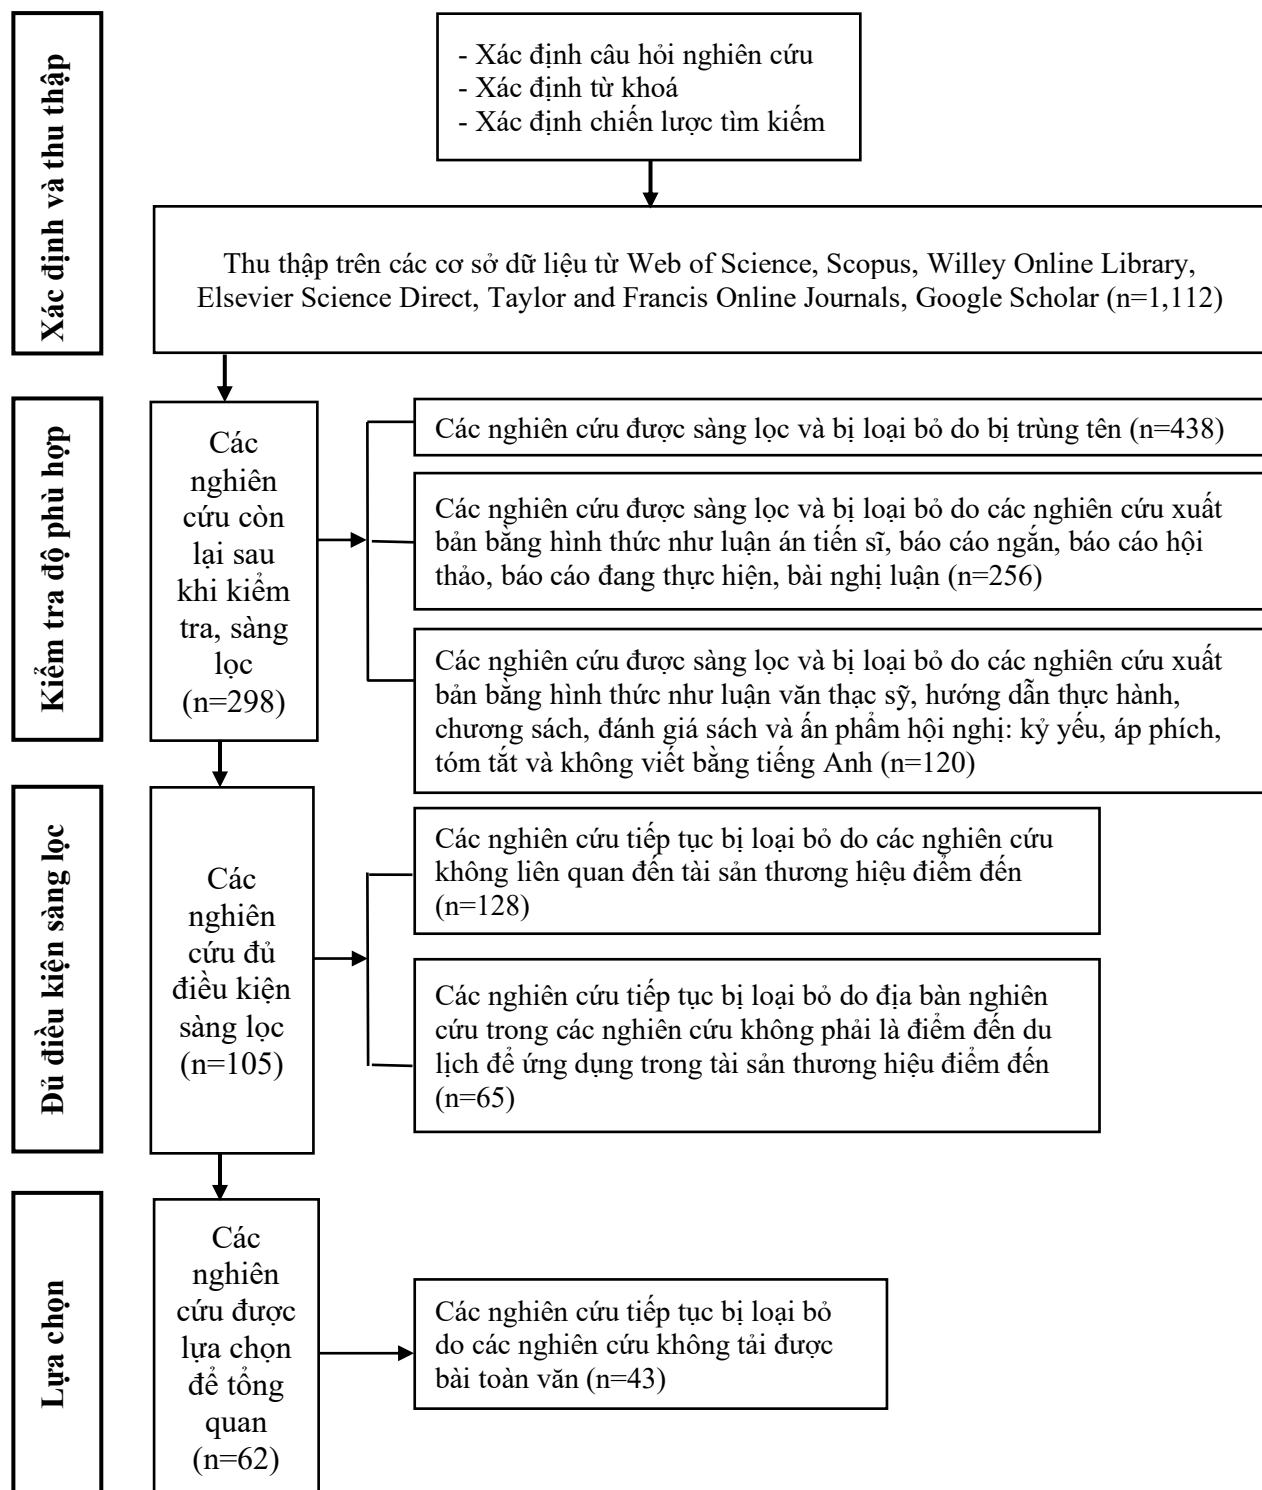 Xác định và thu thập
- Xác định câu hỏi nghiên cứu
- Xác định từ khoá
- Xác định chiến lược tìm kiếm
Thu thập trên các cơ sở dữ liệu từ Web of Science, Scopus, Willey Online Library,
Elsevier Science Direct, Taylor and Francis Online Journals, Google Scholar (n=1,112)
Kiểm tra độ phù hợp
Các
nghiên
cứu còn
lại sau
khi kiểm
tra, sàng
lọc
(n=298)
Các nghiên cứu được sàng lọc và bị loại bỏ do bị trùng tên (n=438)
Các nghiên cứu được sàng lọc và bị loại bỏ do các nghiên cứu xuất
bản bằng hình thức như luận án tiến sĩ, báo cáo ngắn, báo cáo hội
thảo, báo cáo đang thực hiện, bài nghị luận (n=256)
Các nghiên cứu được sàng lọc và bị loại bỏ do các nghiên cứu xuất
bản bằng hình thức như luận văn thạc sỹ, hướng dẫn thực hành,
chương sách, đánh giá sách và ấn phẩm hội nghị: kỷ yếu, áp phích,
tóm tắt và không viết bằng tiếng Anh (n=120)
Đủ điều kiện sàng lọc
Các
nghiên
cứu đủ
điều kiện
sàng lọc
(n=105)
Các nghiên cứu tiếp tục bị loại bỏ do các nghiên cứu
không liên quan đến tài sản thương hiệu điểm đến
(n=128)
Các nghiên cứu tiếp tục bị loại bỏ do địa bàn nghiên
cứu trong các nghiên cứu không phải là điểm đến du
lịch để ứng dụng trong tài sản thương hiệu điểm đến
(n=65)
Lựa chọn
Các
nghiên
cứu được
lựa chọn
để tổng
quan
(n=62)
Các nghiên cứu tiếp tục bị loại bỏ
do các nghiên cứu không tải được
bài toàn văn (n=43)